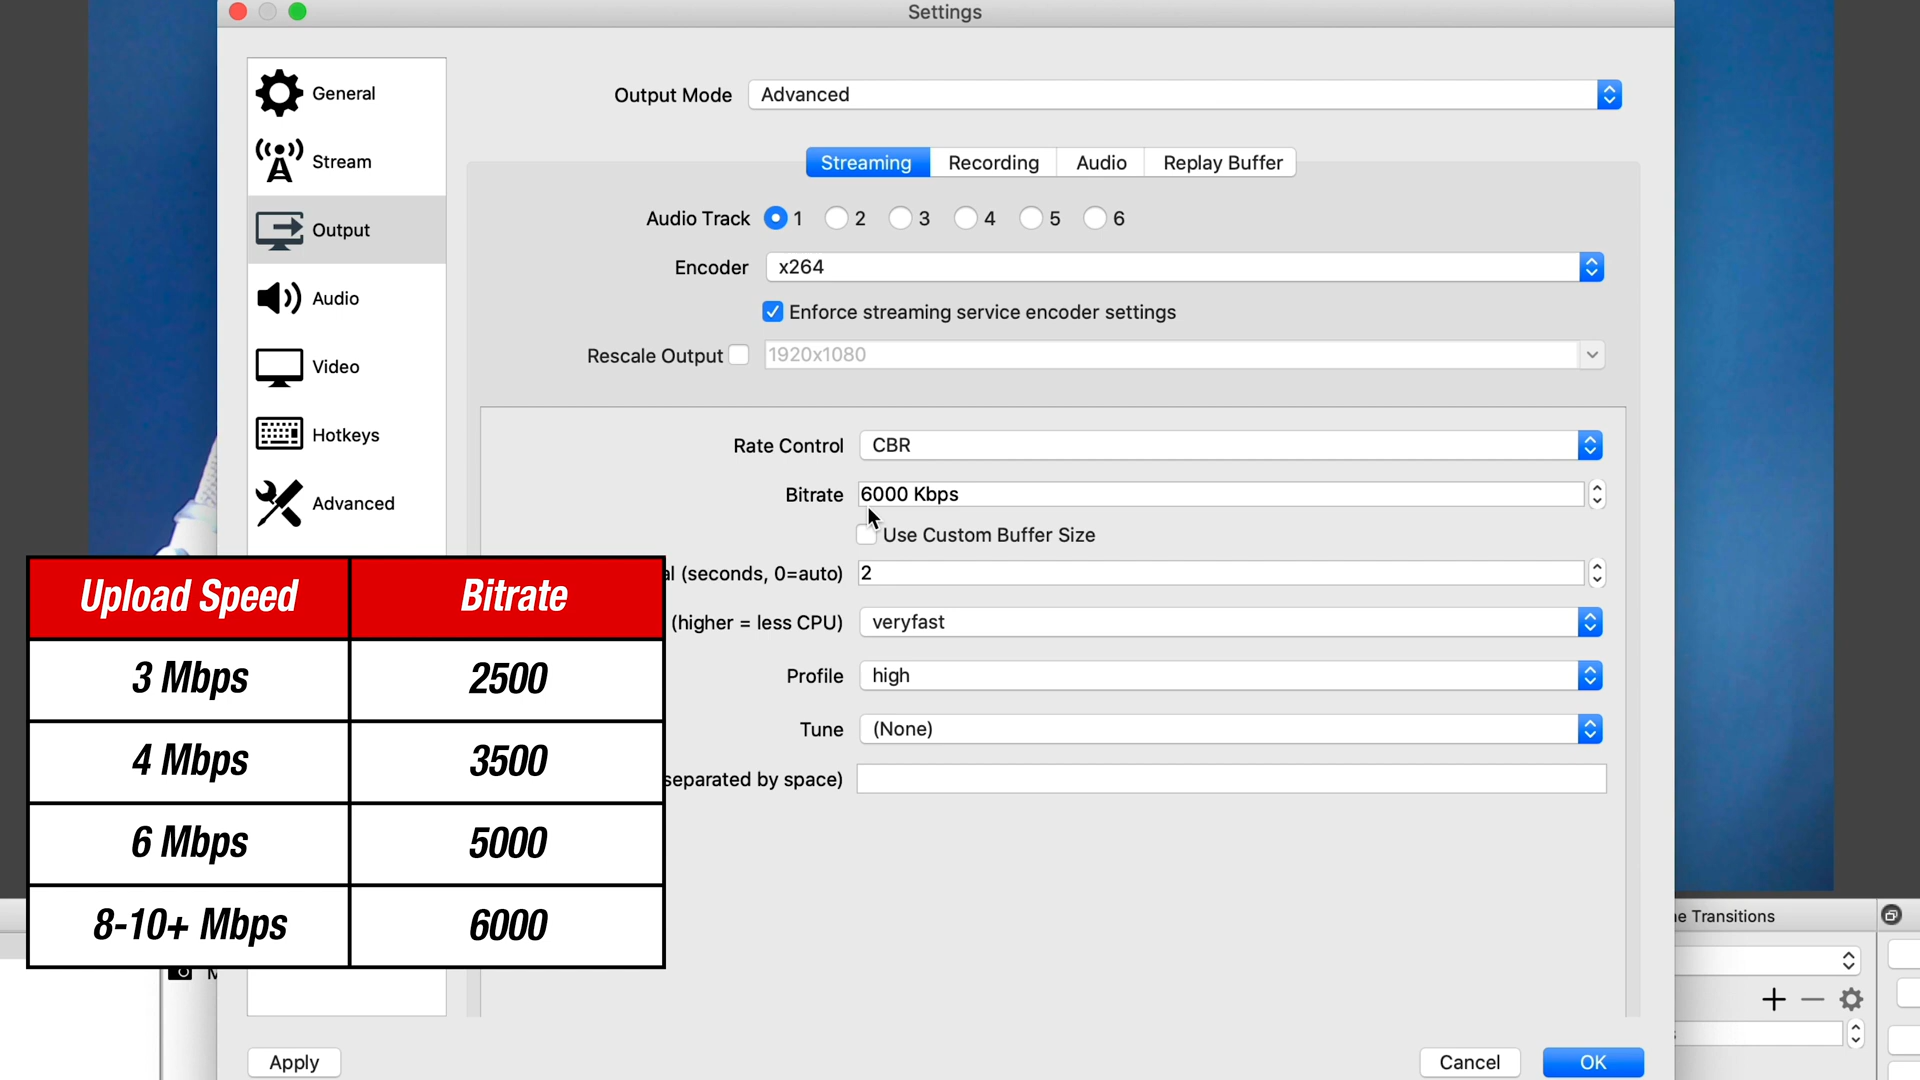 Settings
General
Stream
Output
Audio
Video
Hotkeys
Advanced
Output Mode Advanced
Streaming Recording Audio Replay Buffer
Audio Track 1 2 3 4 5 6
Encoder x264
Enforce streaming service encoder settings
Rescale Output 1920x1080
Rate Control CBR
Bitrate 6000 Kbps
Use Custom Buffer Size
(seconds, 0=auto) 2
(higher = less CPU) veryfast
Profile high
Tune (None)
separated by space)
Upload Speed Bitrate
3 Mbps 2500
4 Mbps 3500
6 Mbps 5000
8-10+ Mbps 6000
Transitions
Apply Cancel OK